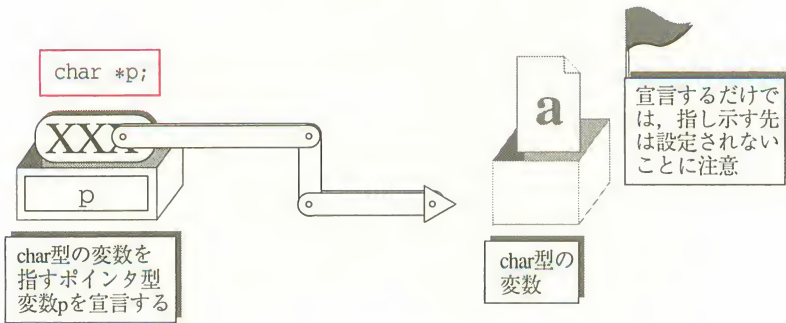 char *p;
XXX
p
char型の変数を
指すポインタ型
変数pを宣言する
a
char型の
変数
宣言するだけで
は，指し示す先
は設定されない
ことに注意